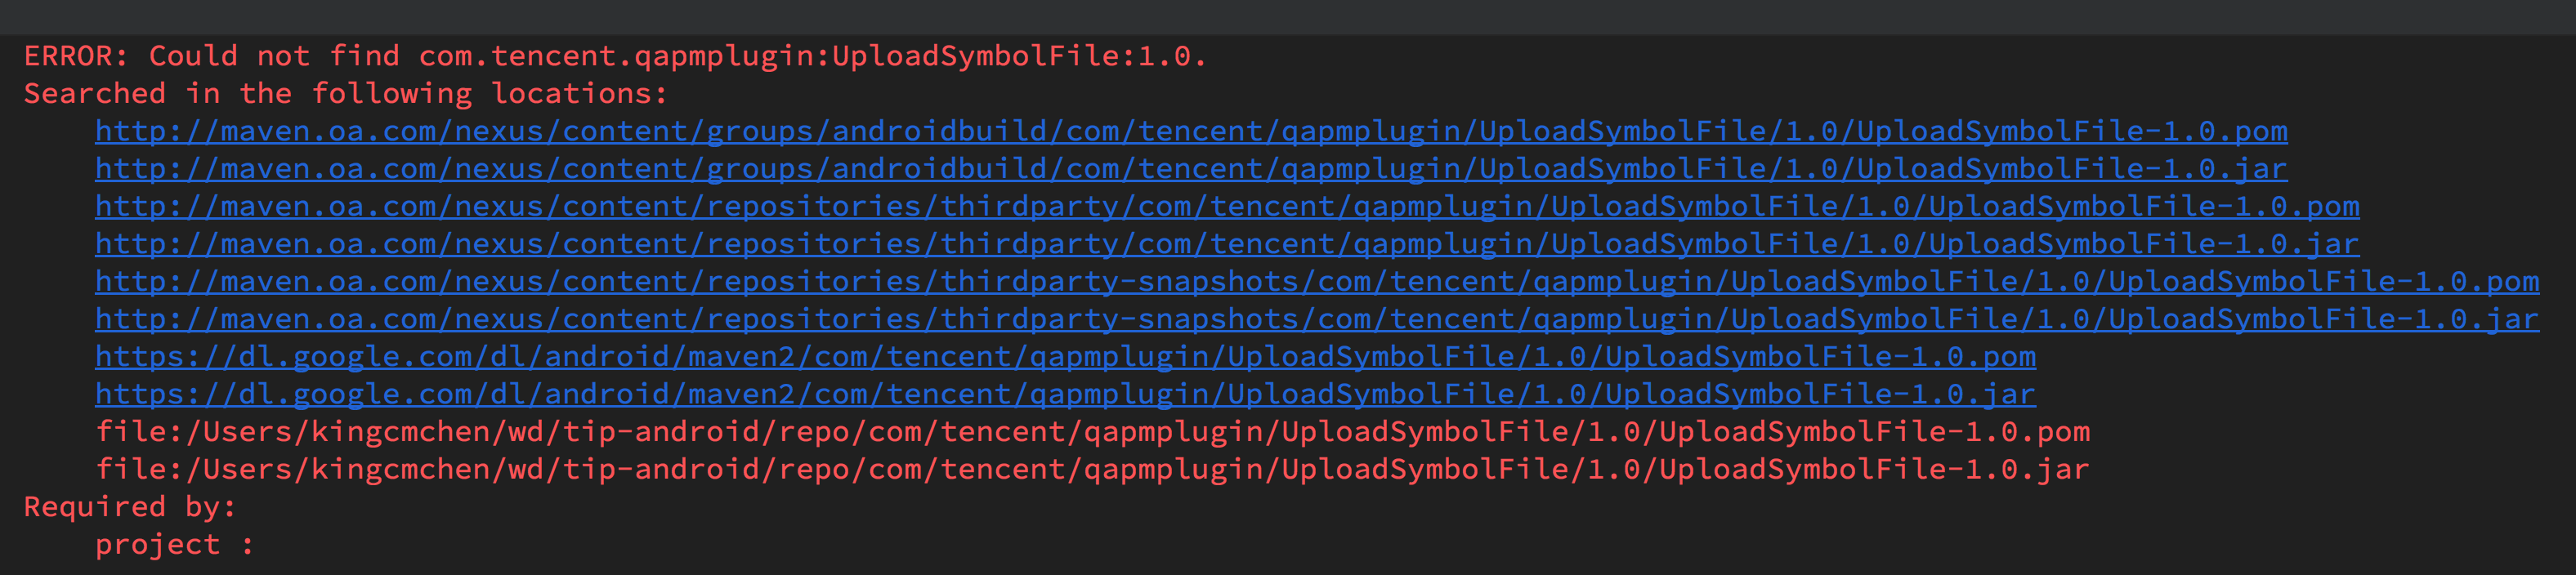 ERROR: Could not find com.tencent.qapmplugin:UploadSymbolFile:1.0.
Searched in the following locations:
http://maven.oa.com/nexus/content/groups/androidbuild/com/tencent/qapmplugin/UploadSymbolFile/1.0/UploadSymbolFile-1.0.pom
http://maven.oa.com/nexus/content/groups/androidbuild/com/tencent/qapmplugin/UploadSymbolFile/1.0/UploadSymbolFile-1.0.jar
http://maven.oa.com/nexus/content/repositories/thirdparty/com/tencent/qapmplugin/UploadSymbolFile/1.0/UploadSymbolFile-1.0.pom
http://maven.oa.com/nexus/content/repositories/thirdparty/com/tencent/qapmplugin/UploadSymbolFile/1.0/UploadSymbolFile-1.0.jar
http://maven.oa.com/nexus/content/repositories/thirdparty-snapshots/com/tencent/qapmplugin/UploadSymbolFile/1.0/UploadSymbolFile-1.0.pom
http://maven.oa.com/nexus/content/repositories/thirdparty-snapshots/com/tencent/qapmplugin/UploadSymbolFile/1.0/UploadSymbolFile-1.0.jar
https://dl.google.com/dl/android/maven2/com/tencent/qapmplugin/UploadSymbolFile/1.0/UploadSymbolFile-1.0.pom
https://dl.google.com/dl/android/maven2/com/tencent/qapmplugin/UploadSymbolFile/1.0/UploadSymbolFile-1.0.jar
file:/Users/kingcmchen/wd/tip-android/repo/com/tencent/qapmplugin/UploadSymbolFile/1.0/UploadSymbolFile-1.0.pom
file:/Users/kingcmchen/wd/tip-android/repo/com/tencent/qapmplugin/UploadSymbolFile/1.0/UploadSymbolFile-1.0.jar
Required by:
project :